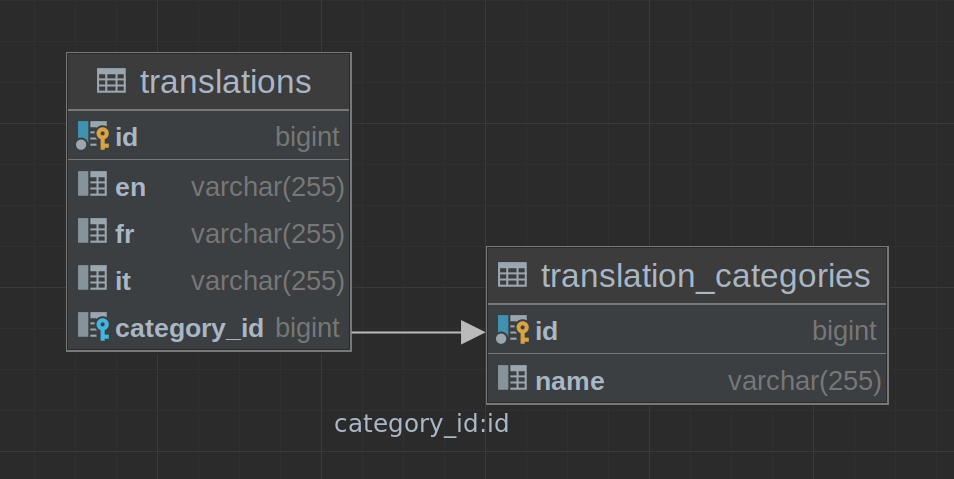 translations
id bigint
en varchar(255)
fr varchar(255)
it varchar(255)
category_id bigint
translation_categories
id bigint
name varchar(255)
category_id:id